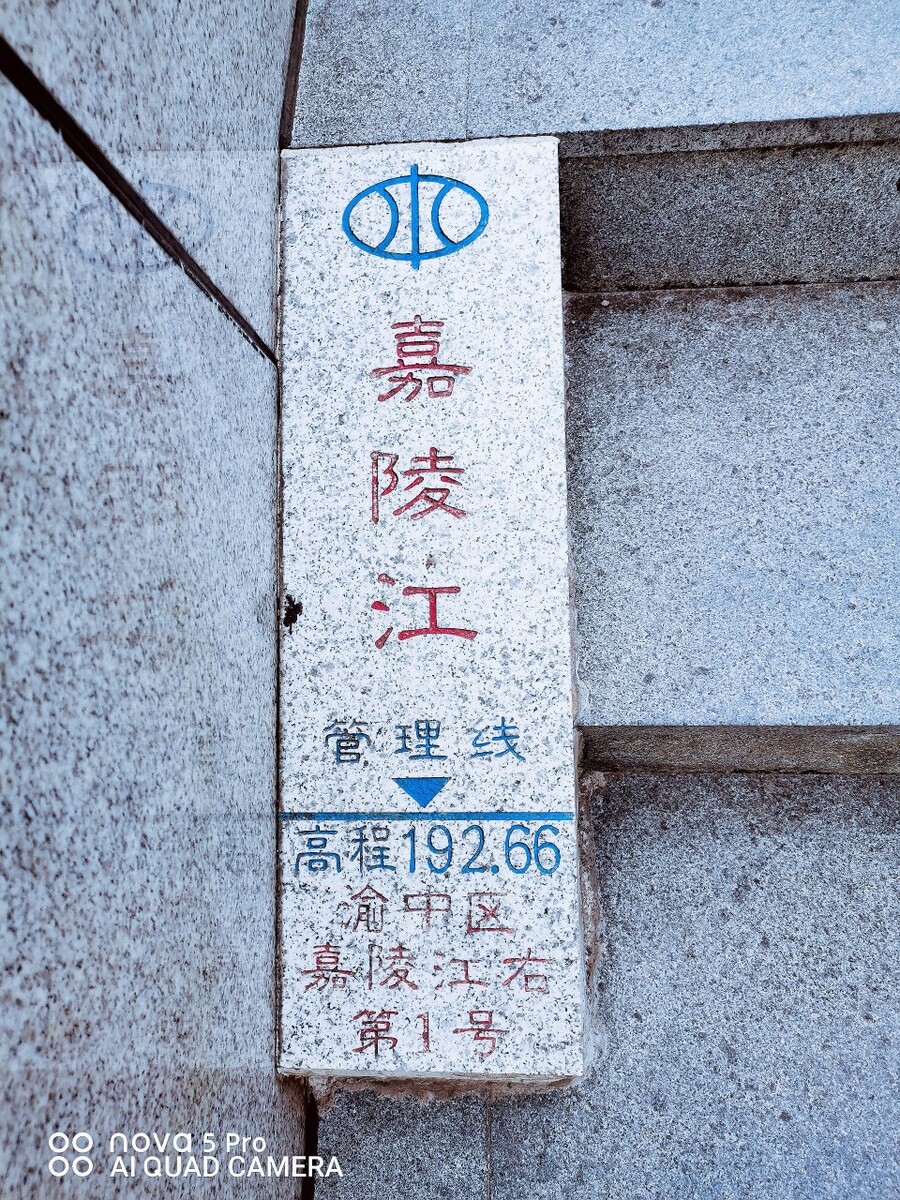 嘉
陵
江
管理线
高程192.66
渝中区
嘉陵江右
第1号
nova 5 Pro
AI QUAD CAMERA